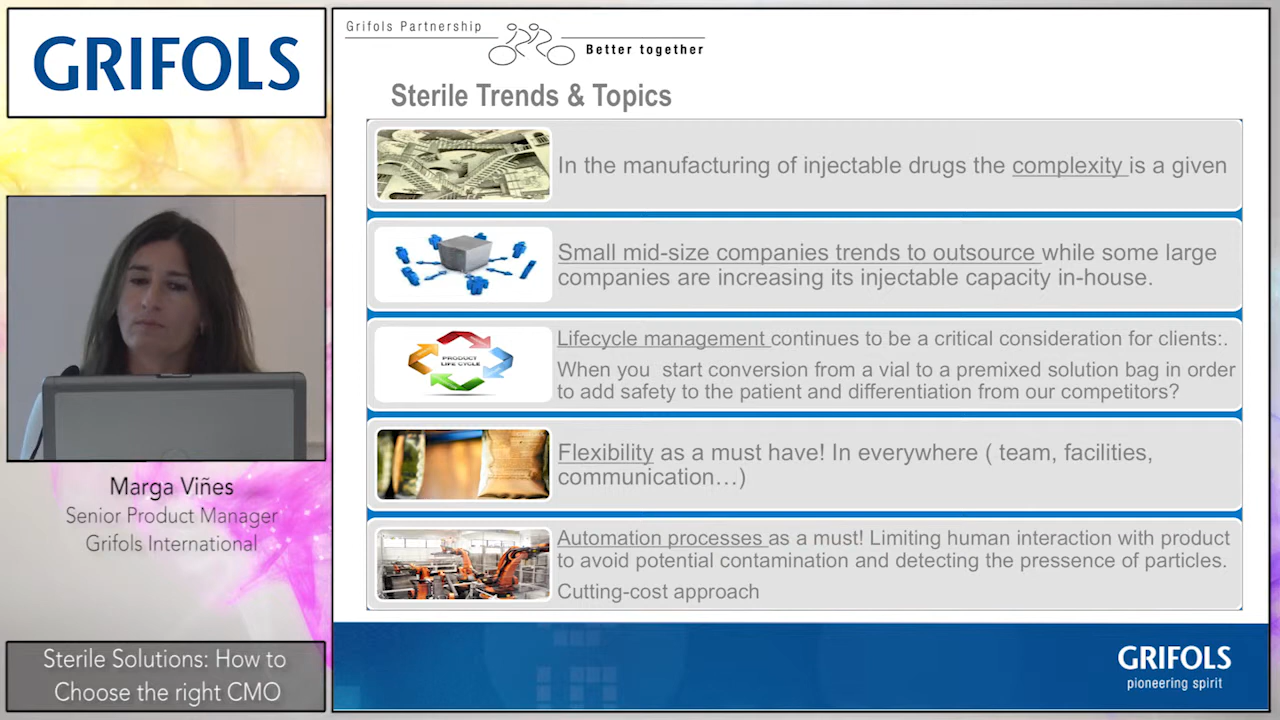 GRIFOLS
Marga Viñes
Senior Product Manager
Grifols International
Sterile Solutions: How to
Choose the right CMO
Grifols Partnership
Better together
Sterile Trends & Topics
In the manufacturing of injectable drugs the complexity is a given
Small mid-size companies trends to outsource while some large
companies are increasing its injectable capacity in-house.
PRODUCT
LIFE CYCLE
Lifecycle management continues to be a critical consideration for clients:.
When you start conversion from a vial to a premixed solution bag in order
to add safety to the patient and differentiation from our competitors?
Flexibility as a must have! In everywhere ( team, facilities,
communication…)
Automation processes as a must! Limiting human interaction with product
to avoid potential contamination and detecting the pressence of particles.
Cutting-cost approach
GRIFOLS
pioneering spirit